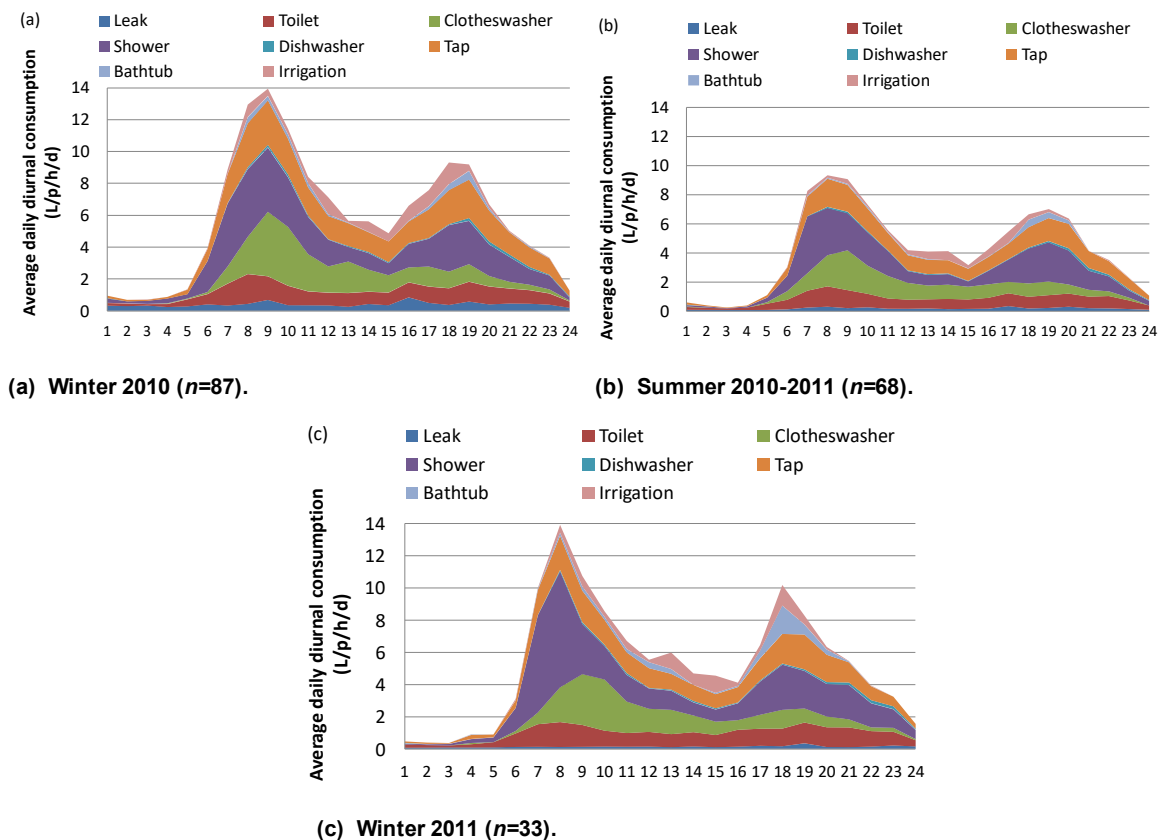 (a)
Leak Toilet Clotheswasher
Shower Dishwasher Tap
Bathtub Irrigation
Average daily diurnal consumption
(L/p/h/d)
14
12
10
8
6
4
2
0
1 2 3 4 5 6 7 8 9 10 11 12 13 14 15 16 17 18 19 20 21 22 23 24
(a) Winter 2010 (n=87).
(b)
Leak Toilet Clotheswasher
Shower Dishwasher Tap
Bathtub Irrigation
Average daily diurnal consumption
(L/p/h/d)
14
12
10
8
6
4
2
0
1 2 3 4 5 6 7 8 9 10 11 12 13 14 15 16 17 18 19 20 21 22 23 24
(b) Summer 2010-2011 (n=68).
(c)
Leak Toilet Clotheswasher
Shower Dishwasher Tap
Bathtub Irrigation
Average daily diurnal consumption
(L/p/h/d)
14
12
10
8
6
4
2
0
1 2 3 4 5 6 7 8 9 10 11 12 13 14 15 16 17 18 19 20 21 22 23 24
(c) Winter 2011 (n=33).